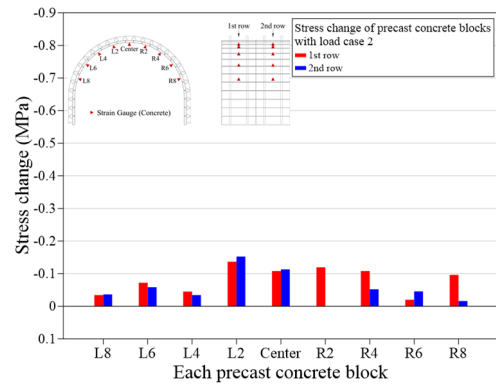 -0.9
-0.8
-0.7
-0.6
-0.5
-0.4
-0.3
-0.2
-0.1
0
0.1
Stress change (MPa)
L8 L6 L4 L2 Center R2 R4 R6 R8
Each precast concrete block
Stress change of precast concrete blocks
with load case 2
1st row
2nd row
1st row 2nd row
Center
L2 R2
L4 R4
L6 R6
L8 R8
Strain Gauge (Concrete)